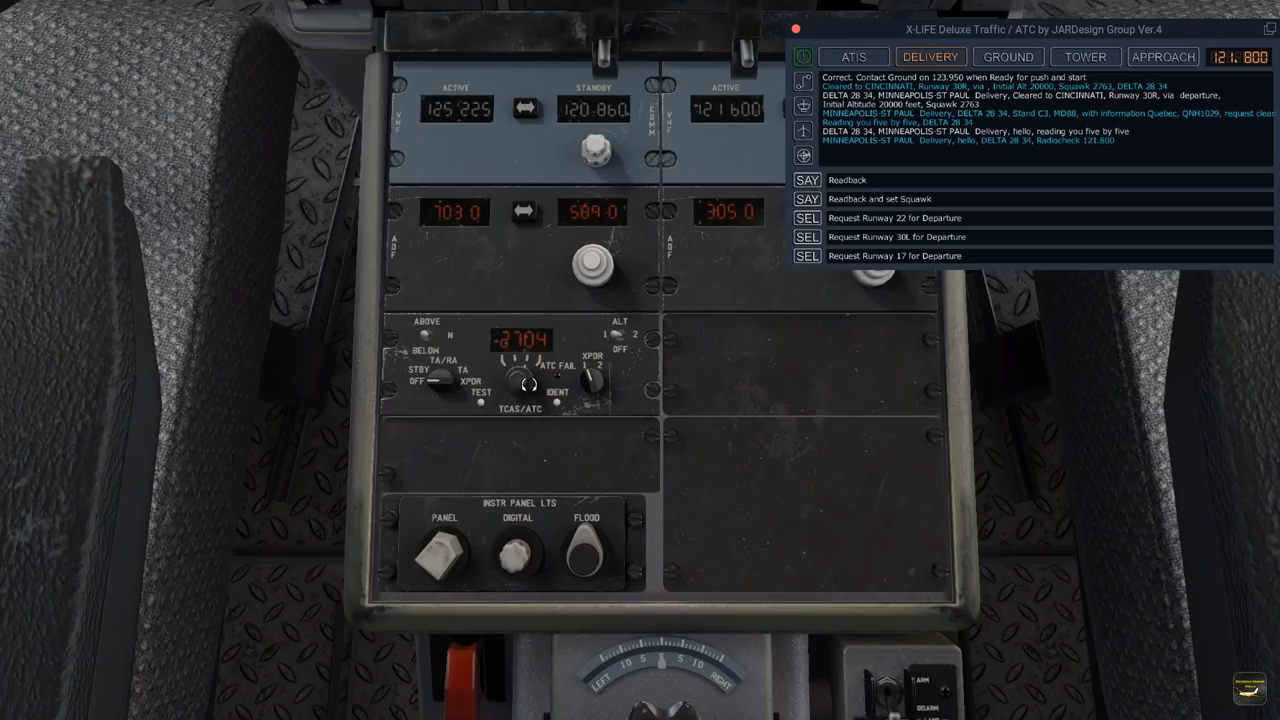 X-LIFE Deluxe Traffic / ATC by JARDesign Group Ver.4
ATIS DELIVERY GROUND TOWER APPROACH 121.800
Correct. Contact Ground on 123.950 when Ready for push and start
Cleared to CINCINNATI, Runway 30R, via , Initial Alt 20000, Squawk 2763, DELTA 28 34
DELTA 28 34, MINNEAPOLIS-ST PAUL Delivery, Cleared to CINCINNATI, Runway 30R, via departure,
Initial Altitude 20000 feet, Squawk 2763
MINNEAPOLIS-ST PAUL Delivery, DELTA 28 34, Stand C3, MD88, with information Quebec, QNH1029, request clear
Reading you five by five, DELTA 28 34
DELTA 28 34, MINNEAPOLIS-ST PAUL Delivery, hello, reading you five by five
MINNEAPOLIS-ST PAUL Delivery, hello, DELTA 28 34, Radiocheck 121.800
SAY Readback
SAY Readback and set Squawk
SEL Request Runway 22 for Departure
SEL Request Runway 30L for Departure
SEL Request Runway 17 for Departure
ACTIVE STANDBY ACTIVE
VHF 125.225 120.860 COMM VHF 121.600
ADF 703 0 589 0 ADF 305 0
ABOVE N BELOW
ALT 1 2 OFF
TA/RA STBY TA OFF XPDR
ATC FAIL
XPDR 1 2
TEST IDENT
TCAS/ATC
INSTR PANEL LTS
PANEL DIGITAL FLOOD
LEFT 10 5 5 10 RIGHT
ARM
DISARM